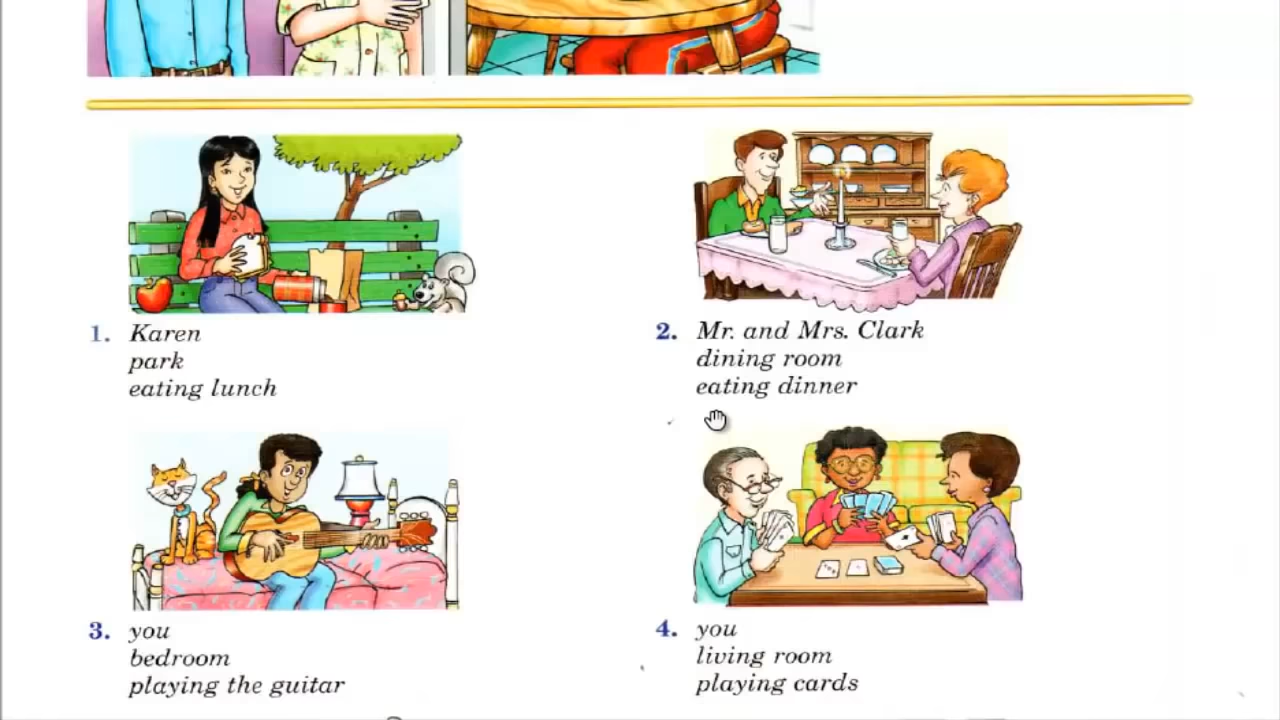 1. Karen
park
eating lunch
2. Mr. and Mrs. Clark
dining room
eating dinner
3. you
bedroom
playing the guitar
4. you
living room
playing cards